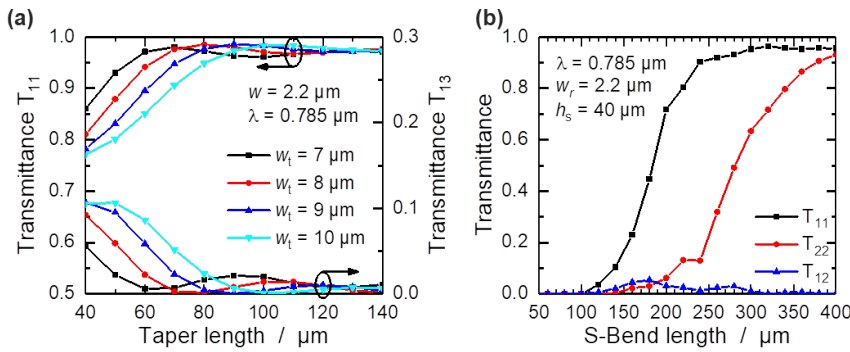 (a)
(b)
1.0
0.9
0.8
0.7
0.6
0.5
Transmittance T11
0.3
0.2
0.1
0.0
Transmittance T13
w = 2.2 µm
λ = 0.785 µm
wt = 7 µm
wt = 8 µm
wt = 9 µm
wt = 10 µm
40 60 80 100 120 140
Taper length / µm
1.0
0.8
0.6
0.4
0.2
0.0
Transmittance
λ = 0.785 µm
wr = 2.2 µm
hs = 40 µm
T11
T22
T12
50 100 150 200 250 300 350 400
S-Bend length / µm